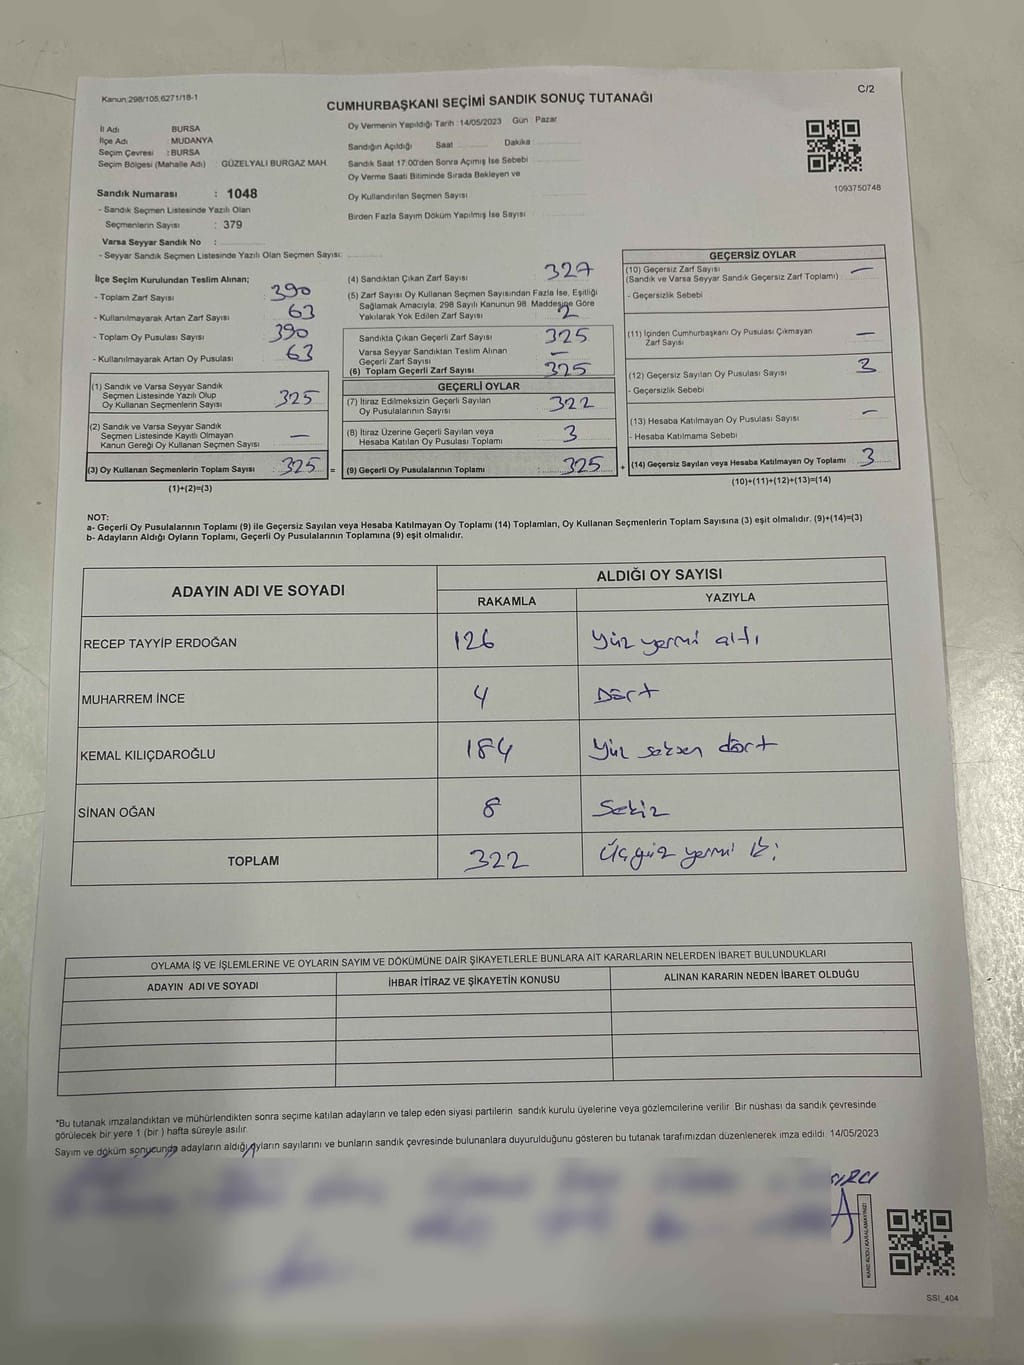 Kanun:298/105,6271/18-1
C/2
CUMHURBAŞKANI SEÇİMİ SANDIK SONUÇ TUTANAĞI
İl Adı : BURSA
İlçe Adı : MUDANYA
Seçim Çevresi : BURSA
Seçim Bölgesi (Mahalle Adı) : GÜZELYALI BURGAZ MAH.
Oy Vermenin Yapıldığı Tarih : 14/05/2023 Gün : Pazar
Sandığın Açıldığı Saat Dakika :
Sandık Saat 17:00'den Sonra Açımış İse Sebebi
Oy Verme Saati Bitiminde Sırada Bekleyen ve
Oy Kullandırılan Seçmen Sayısı
Birden Fazla Sayım Döküm Yapılmış İse Sayısı
1093750748
Sandık Numarası : 1048
- Sandık Seçmen Listesinde Yazılı Olan
Seçmenlerin Sayısı : 379
Varsa Seyyar Sandık No :
- Seyyar Sandık Seçmen Listesinde Yazılı Olan Seçmen Sayısı:
İlçe Seçim Kurulundan Teslim Alınan;
- Toplam Zarf Sayısı 390
- Kullanılmayarak Artan Zarf Sayısı 63
- Toplam Oy Pusulası Sayısı 390
- Kullanılmayarak Artan Oy Pusulası 63
(1) Sandık ve Varsa Seyyar Sandık
Seçmen Listesinde Yazılı Olup
Oy Kullanan Seçmenlerin Sayısı 325
(2) Sandık ve Varsa Seyyar Sandık
Seçmen Listesinde Kayıtlı Olmayan
Kanun Gereği Oy Kullanan Seçmen Sayısı —
(3) Oy Kullanan Seçmenlerin Toplam Sayısı 325 =
(1)+(2)=(3)
(4) Sandıktan Çıkan Zarf Sayısı 327
(5) Zarf Sayısı Oy Kullanan Seçmen Sayısından Fazla İse, Eşitliği
Sağlamak Amacıyla, 298 Sayılı Kanunun 98. Maddesine Göre
Yakılarak Yok Edilen Zarf Sayısı 2
Sandıkta Çıkan Geçerli Zarf Sayısı 325
Varsa Seyyar Sandıktan Teslim Alınan
Geçerli Zarf Sayısı —
(6) Toplam Geçerli Zarf Sayısı 325
GEÇERLİ OYLAR
(7) İtiraz Edilmeksizin Geçerli Sayılan
Oy Pusulalarının Sayısı 322
(8) İtiraz Üzerine Geçerli Sayılan veya
Hesaba Katılan Oy Pusulası Toplamı 3
(9) Geçerli Oy Pusulalarının Toplamı : 325 +
GEÇERSİZ OYLAR
(10) Geçersiz Zarf Sayısı —
(Sandık ve Varsa Seyyar Sandık Geçersiz Zarf Toplamı)
- Geçersizlik Sebebi
(11) İçinden Cumhurbaşkanı Oy Pusulası Çıkmayan
Zarf Sayısı —
(12) Geçersiz Sayılan Oy Pusulası Sayısı 3
- Geçersizlik Sebebi
(13) Hesaba Katılmayan Oy Pusulası Sayısı —
- Hesaba Katılmama Sebebi
(14) Geçersiz Sayılan veya Hesaba Katılmayan Oy Toplamı 3
(10)+(11)+(12)+(13)=(14)
NOT:
a- Geçerli Oy Pusulalarının Toplamı (9) ile Geçersiz Sayılan veya Hesaba Katılmayan Oy Toplamı (14) Toplamları, Oy Kullanan Seçmenlerin Toplam Sayısına (3) eşit olmalıdır. (9)+(14)=(3)
b- Adayların Aldığı Oyların Toplamı, Geçerli Oy Pusulalarının Toplamına (9) eşit olmalıdır.
ADAYIN ADI VE SOYADI
ALDIĞI OY SAYISI
RAKAMLA YAZIYLA
RECEP TAYYİP ERDOĞAN 126 Yüz yermi altı
MUHARREM İNCE 4 Dört
KEMAL KILIÇDAROĞLU 184 Yüz seksen dört
SİNAN OĞAN 8 Sekiz
TOPLAM 322 Üçyüz yermi iki
OYLAMA İŞ VE İŞLEMLERİNE VE OYLARIN SAYIM VE DÖKÜMÜNE DAİR ŞİKAYETLERLE BUNLARA AİT KARARLARIN NELERDEN İBARET BULUNDUKLARI
ADAYIN ADI VE SOYADI İHBAR İTİRAZ VE ŞİKAYETİN KONUSU ALINAN KARARIN NEDEN İBARET OLDUĞU
*Bu tutanak imzalandıktan ve mühürlendikten sonra seçime katılan adayların ve talep eden siyasi partilerin sandık kurulu üyelerine veya gözlemcilerine verilir. Bir nüshası da sandık çevresinde
görülecek bir yere 1 (bir ) hafta süreyle asılır.
Sayım ve döküm sonucunda adayların aldığı oyların sayılarını ve bunların sandık çevresinde bulunanlara duyurulduğunu gösteren bu tutanak tarafımızdan düzenlenerek imza edildi. 14/05/2023
KARE KODU KARALAMAYINIZ!
SSI_404